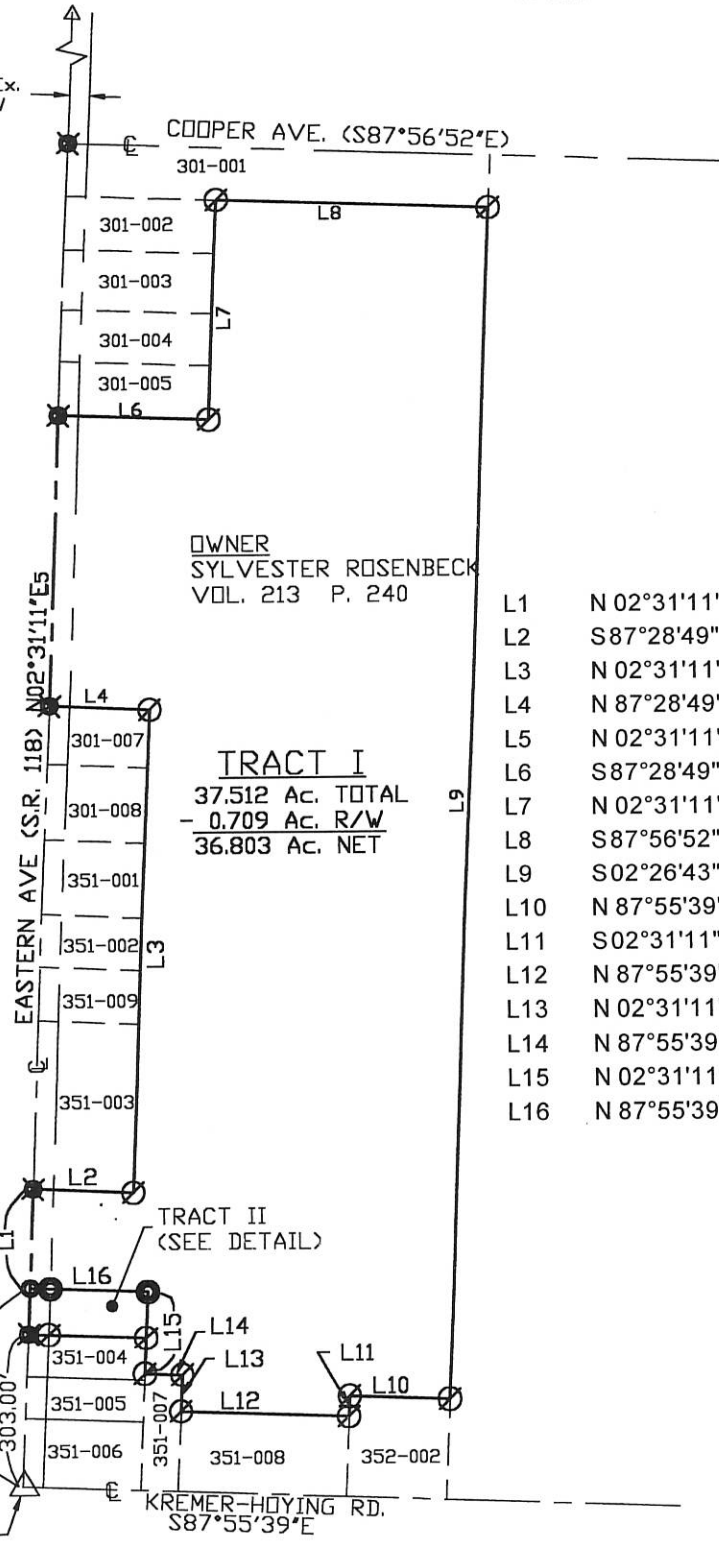 Ex.
COOPER AVE. (S87°56'52"E)
301-001
L8
301-002
301-003
L7
301-004
301-005
L6
OWNER
SYLVESTER ROSENBECK
VOL. 213 P. 240
EASTERN AVE (S.R. 118) N02°31'11"E
L5
L4
301-007
TRACT I
37.512 Ac. TOTAL
- 0.709 Ac. R/W
36.803 Ac. NET
301-008
L9
351-001
351-002
L3
351-009
351-003
L2
L1
TRACT II
(SEE DETAIL)
L16
L15
L14
L13
L11
L10
L12
351-004
351-005
351-006
351-007
351-008
352-002
303.00'
KREMER-HOYING RD.
S87°55'39"E
L1 N 02°31'11"
L2 S87°28'49"
L3 N 02°31'11"
L4 N 87°28'49"
L5 N 02°31'11"
L6 S87°28'49"
L7 N 02°31'11"
L8 S87°56'52"
L9 S02°26'43"
L10 N 87°55'39"
L11 S02°31'11"
L12 N 87°55'39"
L13 N 02°31'11
L14 N 87°55'39
L15 N 02°31'11
L16 N 87°55'39